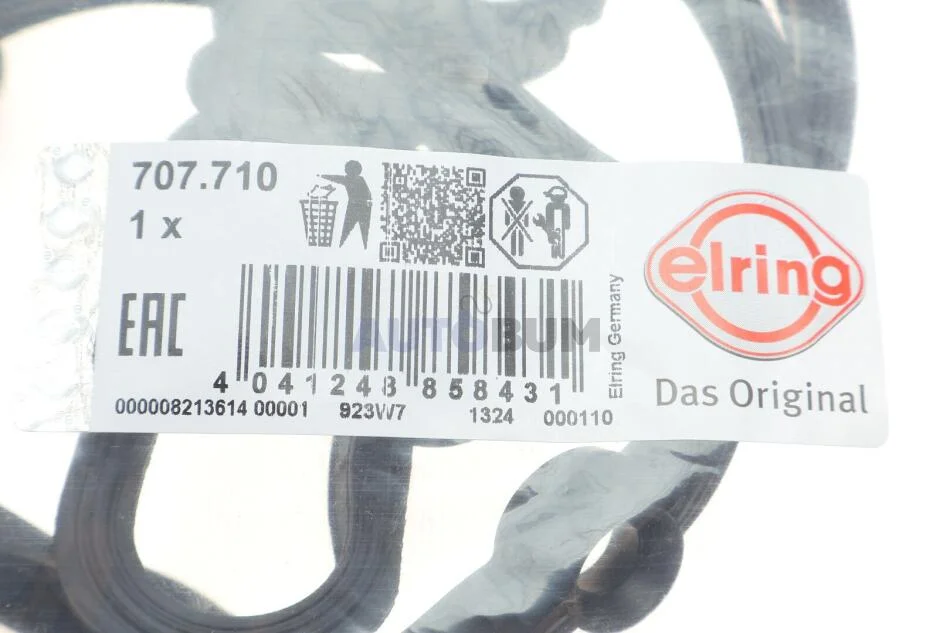 707.710
1 x
EAC
elring
Elring Germany
Das Original
AUTOBUM
4 041248 858431
000008213614 00001 923W7 1324 000110